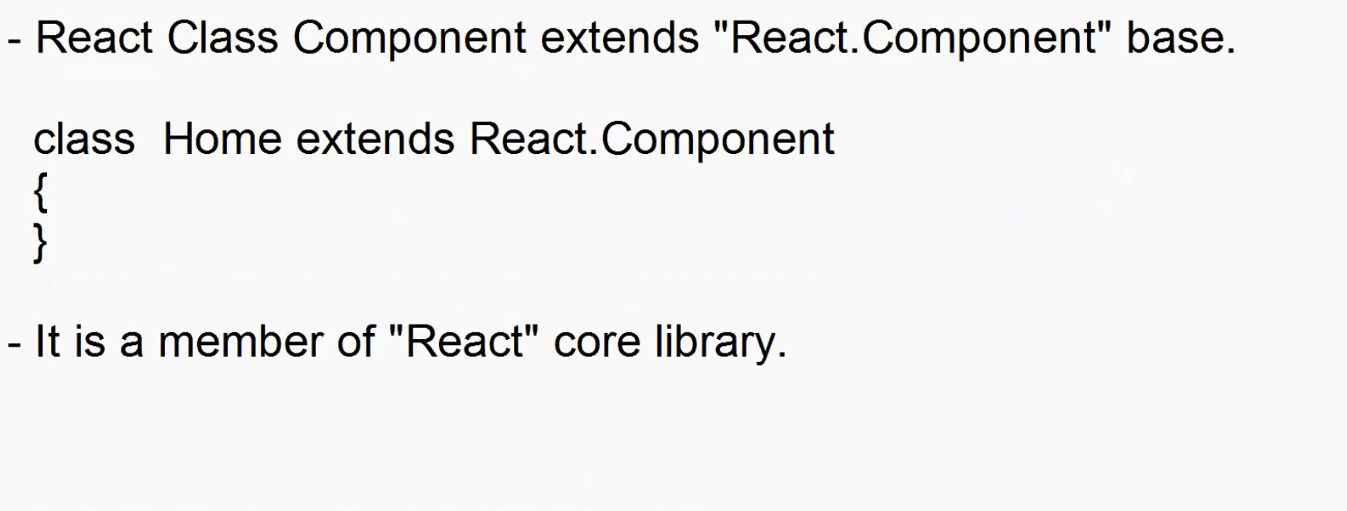 - React Class Component extends "React.Component" base.
class  Home extends React.Component
{
}
- It is a member of "React" core library.